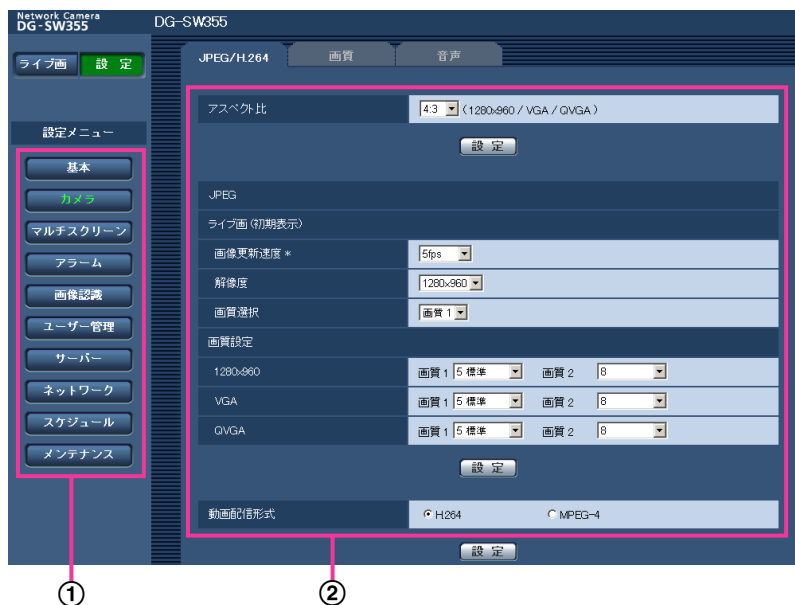 Network Camera
DG-SW355
DG-SW355
ライブ画 設 定
設定メニュー
基本
カメラ
マルチスクリーン
アラーム
画像認識
ユーザー管理
サーバー
ネットワーク
スケジュール
メンテナンス
JPEG/H.264 画質 音声
アスペクト比 4:3 (1280x960 / VGA / QVGA)
設 定
JPEG
ライブ画(初期表示)
画像更新速度 * 5fps
解像度 1280x960
画質選択 画質 1
画質設定
1280x960 画質 1 5 標準 画質 2 8
VGA 画質 1 5 標準 画質 2 8
QVGA 画質 1 5 標準 画質 2 8
設 定
動画配信形式 H.264 MPEG-4
設 定
① ②